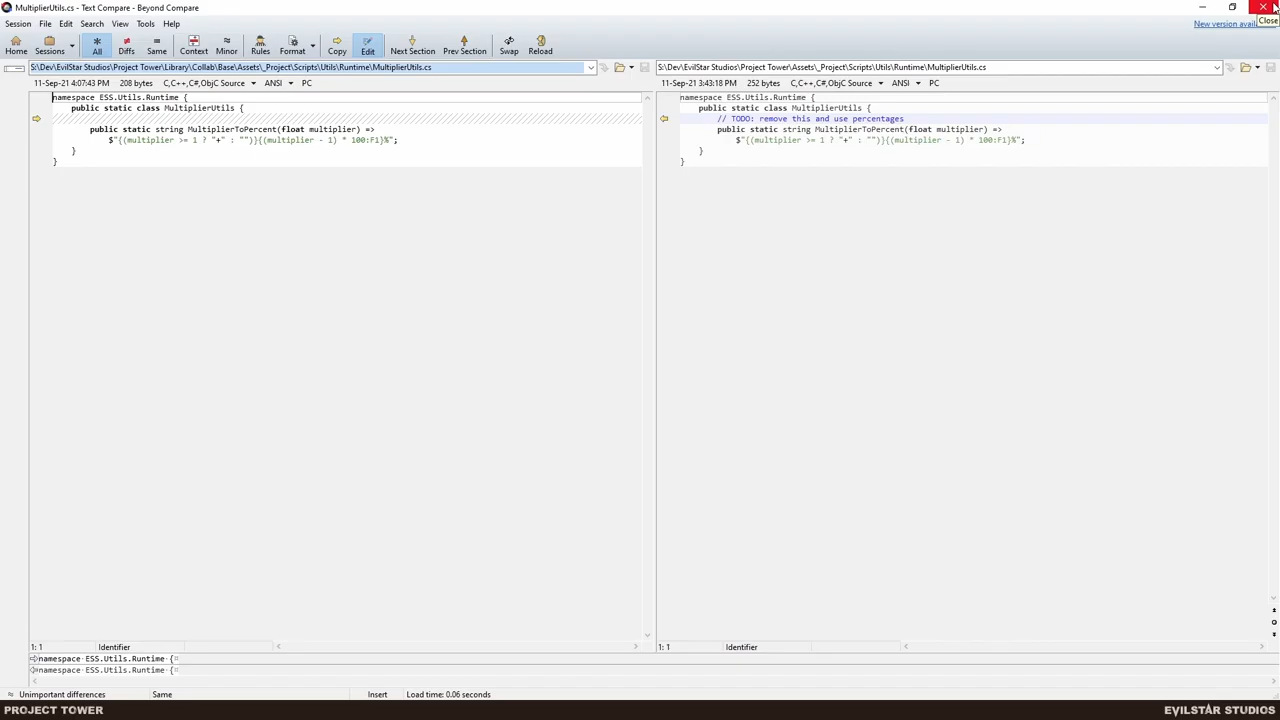 MultiplierUtils.cs - Text Compare - Beyond Compare
Close
Session File Edit Search View Tools Help
New version
Home Sessions All Diffs Same Context Minor Rules Format Copy Edit Next Section Prev Section Swap Reload
S:\Dev\EvilStar Studios\Project Tower\Library\Collab\Base\Assets\_Project\Scripts\Utils\Runtime\MultiplierUtils.cs
11-Sep-21 4:07:43 PM 208 bytes C,C++,C#,ObjC Source ANSI PC
namespace ESS.Utils.Runtime {
public static class MultiplierUtils {
public static string MultiplierToPercent(float multiplier) =>
$"{(multiplier >= 1 ? "+" : "")}{(multiplier - 1) * 100:F1}%";
}
}
1: 1 Identifier
S:\Dev\EvilStar Studios\Project Tower\Assets\_Project\Scripts\Utils\Runtime\MultiplierUtils.cs
11-Sep-21 3:43:18 PM 252 bytes C,C++,C#,ObjC Source ANSI PC
namespace ESS.Utils.Runtime {
public static class MultiplierUtils {
// TODO: remove this and use percentages
public static string MultiplierToPercent(float multiplier) =>
$"{(multiplier >= 1 ? "+" : "")}{(multiplier - 1) * 100:F1}%";
}
}
1: 1 Identifier
namespace ESS.Utils.Runtime {
namespace ESS.Utils.Runtime {
Unimportant differences Same Insert Load time: 0.06 seconds
PROJECT TOWER EVILSTAR STUDIOS